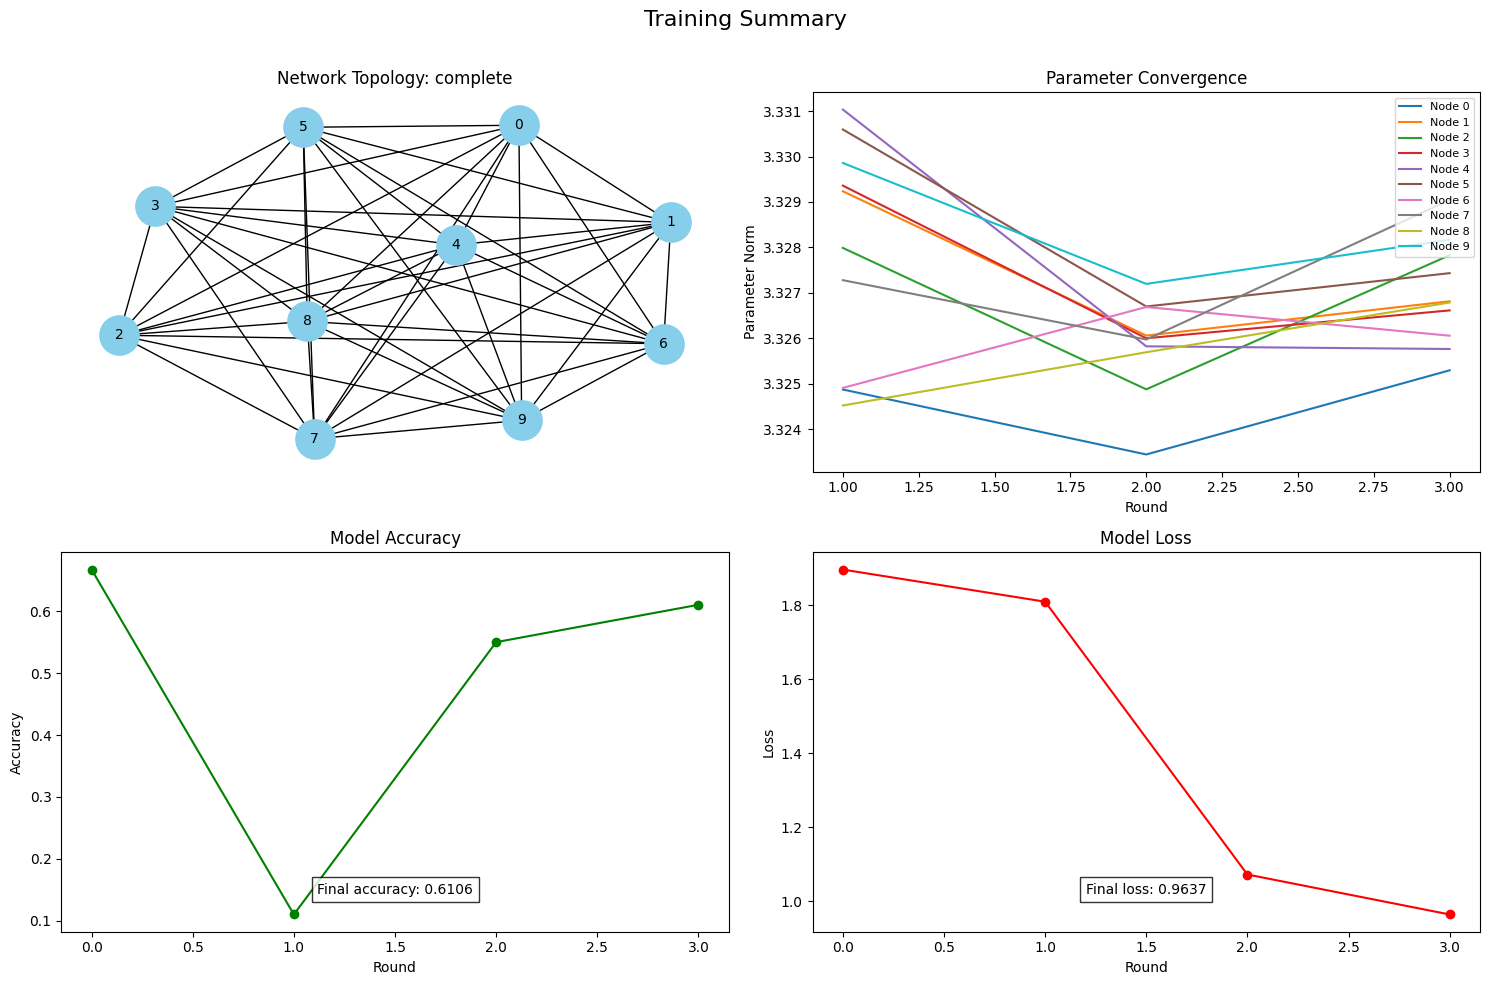 Training Summary
Network Topology: complete
5
0
3
1
4
8
2
6
9
7
Parameter Convergence
Parameter Norm
3.331
3.330
3.329
3.328
3.327
3.326
3.325
3.324
Node 0
Node 1
Node 2
Node 3
Node 4
Node 5
Node 6
Node 7
Node 8
Node 9
1.00 1.25 1.50 1.75 2.00 2.25 2.50 2.75 3.00
Round
Model Accuracy
Accuracy
0.6
0.5
0.4
0.3
0.2
0.1
Final accuracy: 0.6106
0.0 0.5 1.0 1.5 2.0 2.5 3.0
Round
Model Loss
Loss
1.8
1.6
1.4
1.2
1.0
Final loss: 0.9637
0.0 0.5 1.0 1.5 2.0 2.5 3.0
Round